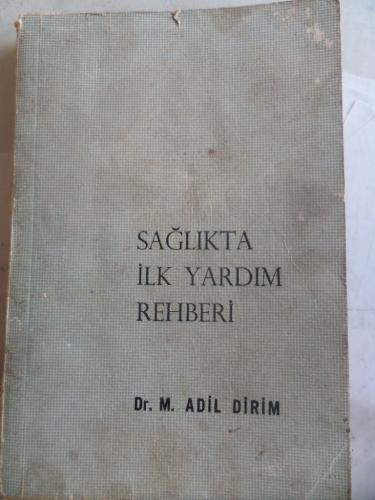 SAĞLIKTA
İLK YARDIM
REHBERİ
Dr. M. ADİL DİRİM